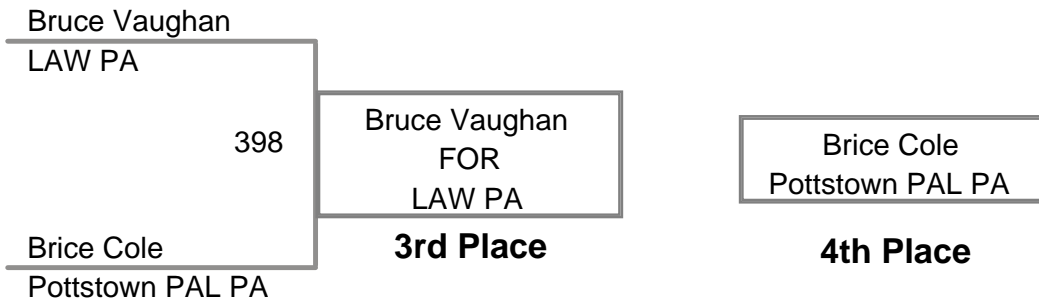 Bruce Vaughan
LAW PA
398
Bruce Vaughan
FOR
LAW PA
3rd Place
Brice Cole
Pottstown PAL PA
Brice Cole
Pottstown PAL PA
4th Place